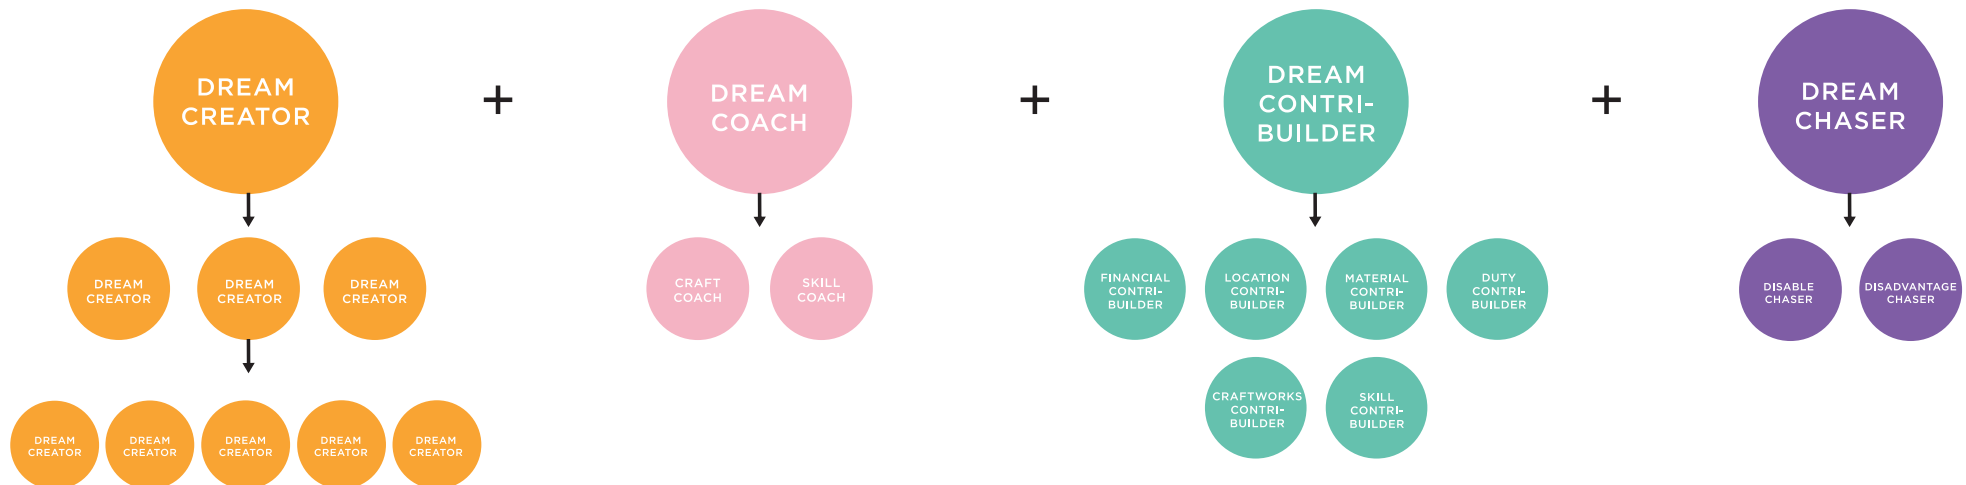 DREAM
CREATOR
+
DREAM
COACH
+
DREAM
CONTRI-
BUILDER
+
DREAM
CHASER
DREAM
CREATOR
DREAM
CREATOR
DREAM
CREATOR
CRAFT
COACH
SKILL
COACH
FINANCIAL
CONTRI-
BUILDER
LOCATION
CONTRI-
BUILDER
MATERIAL
CONTRI-
BUILDER
DUTY
CONTRI-
BUILDER
DISABLE
CHASER
DISADVANTAGE
CHASER
CRAFTWORKS
CONTRI-
BUILDER
SKILL
CONTRI-
BUILDER
DREAM
CREATOR
DREAM
CREATOR
DREAM
CREATOR
DREAM
CREATOR
DREAM
CREATOR